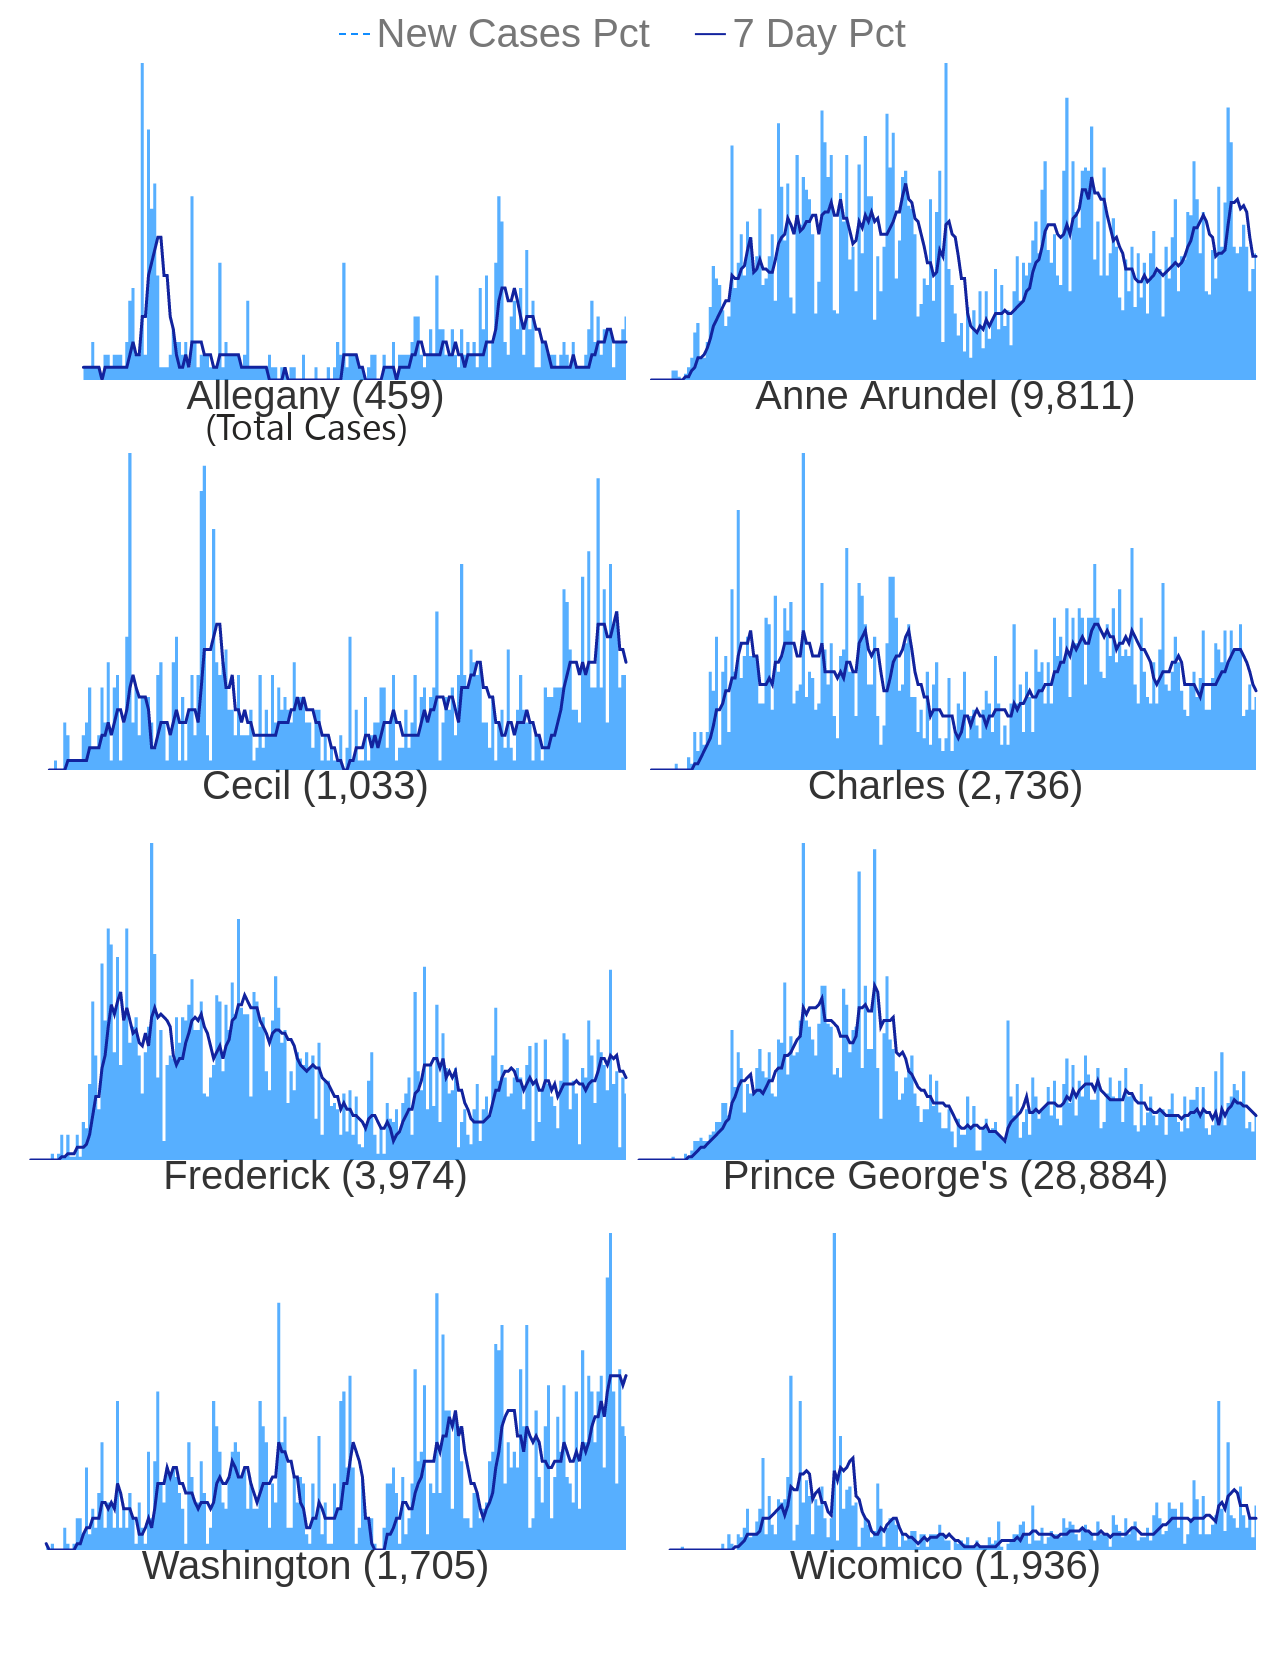 New Cases Pct 7 Day Pct
Allegany (459) Anne Arundel (9,811)
(Total Cases)
Cecil (1,033) Charles (2,736)
Frederick (3,974) Prince George's (28,884)
Washington (1,705) Wicomico (1,936)